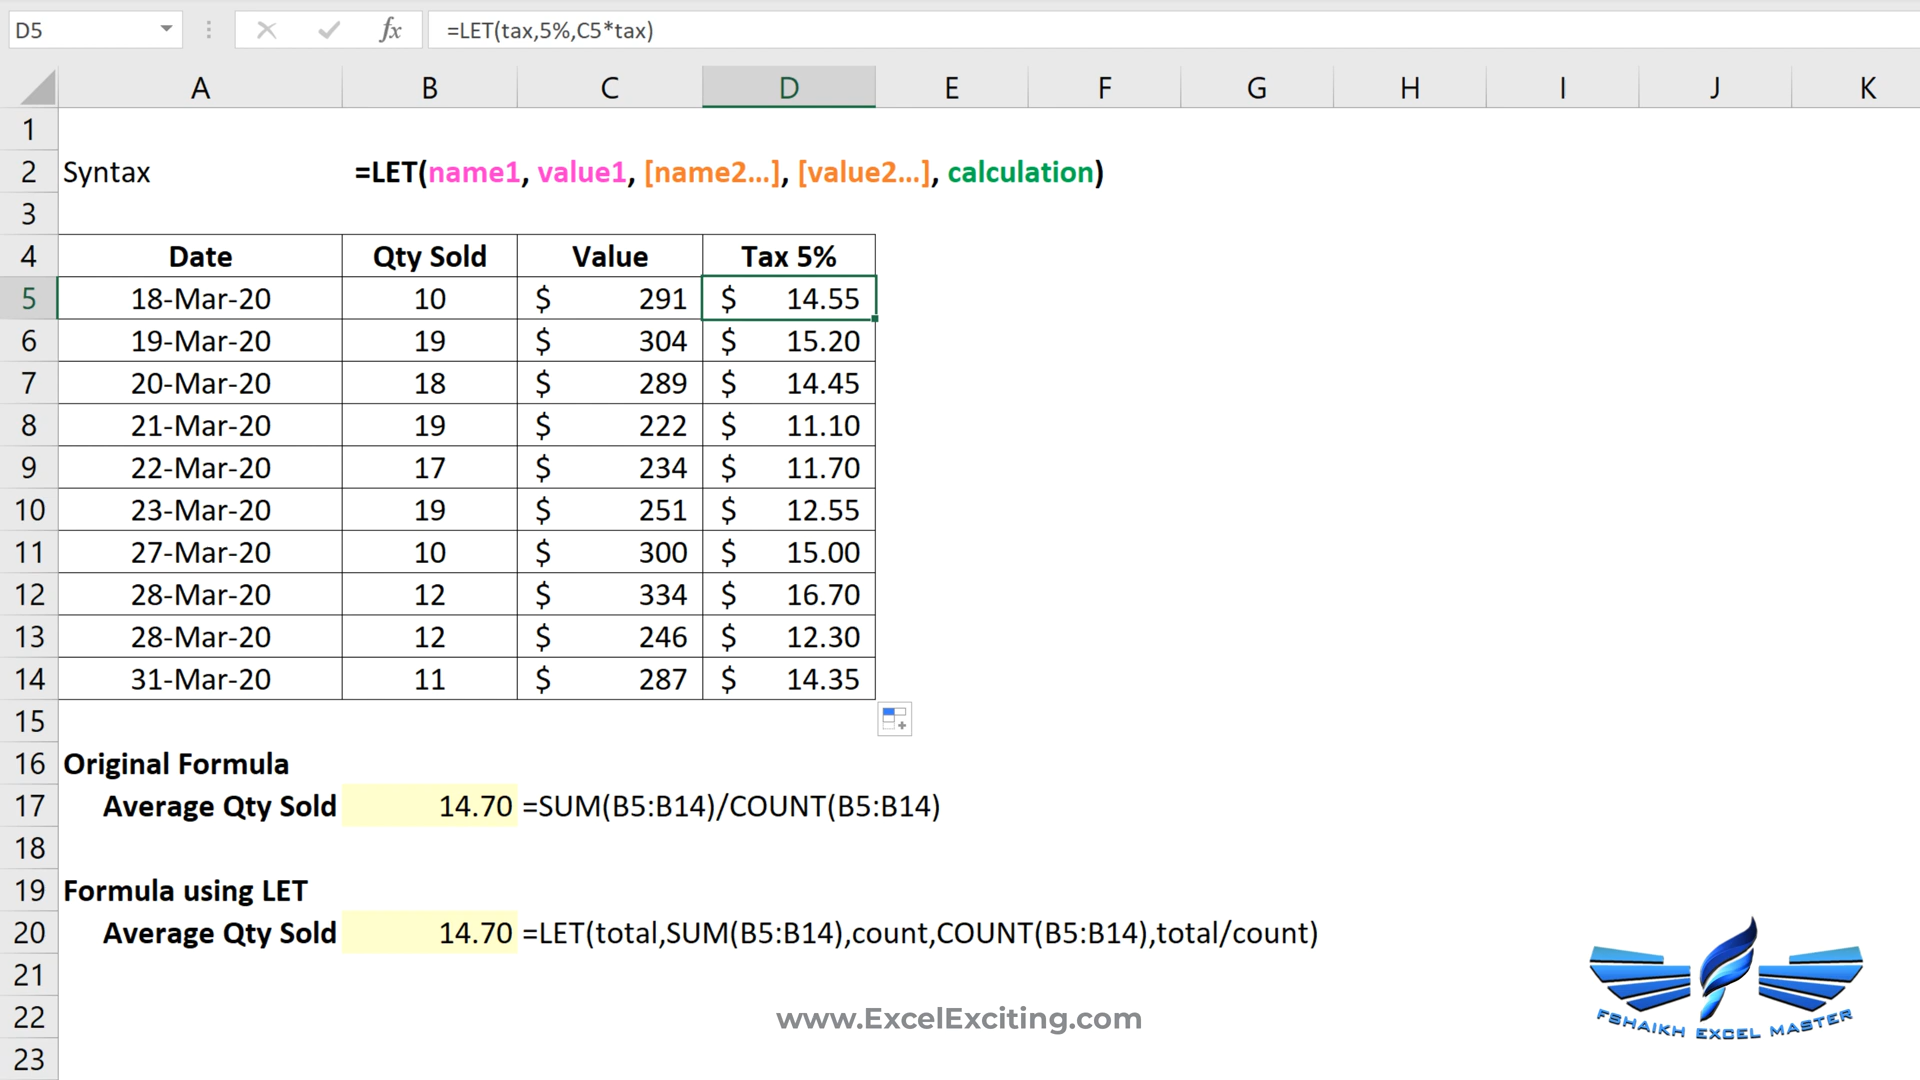 D5 fx =LET(tax,5%,C5*tax)
A B C D E F G H I J K
1
2 Syntax =LET(name1, value1, [name2...], [value2...], calculation)
3
4 Date Qty Sold Value Tax 5%
5 18-Mar-20 10 $ 291 $ 14.55
6 19-Mar-20 19 $ 304 $ 15.20
7 20-Mar-20 18 $ 289 $ 14.45
8 21-Mar-20 19 $ 222 $ 11.10
9 22-Mar-20 17 $ 234 $ 11.70
10 23-Mar-20 19 $ 251 $ 12.55
11 27-Mar-20 10 $ 300 $ 15.00
12 28-Mar-20 12 $ 334 $ 16.70
13 28-Mar-20 12 $ 246 $ 12.30
14 31-Mar-20 11 $ 287 $ 14.35
15
16 Original Formula
17 Average Qty Sold 14.70 =SUM(B5:B14)/COUNT(B5:B14)
18
19 Formula using LET
20 Average Qty Sold 14.70 =LET(total,SUM(B5:B14),count,COUNT(B5:B14),total/count)
21
22 www.ExcelExciting.com
FSHAIKH EXCEL MASTER
23